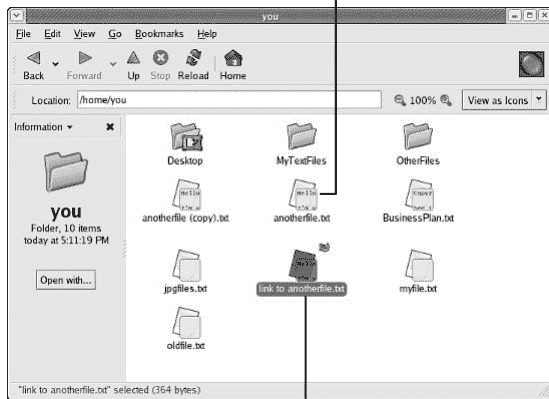 you
File Edit View Go Bookmarks Help
Back Forward Up Stop Reload Home
Location: /home/you 100% View as Icons
Information
Desktop MyTextFiles OtherFiles
Hello Hello Copy
you
anotherfile (copy).txt anotherfile.txt BusinessPlan.txt
Folder, 10 items
today at 5:11:19 PM
Open with...
jpgfiles.txt link to anotherfile.txt myfile.txt
oldfile.txt
"link to anotherfile.txt" selected (364 bytes)